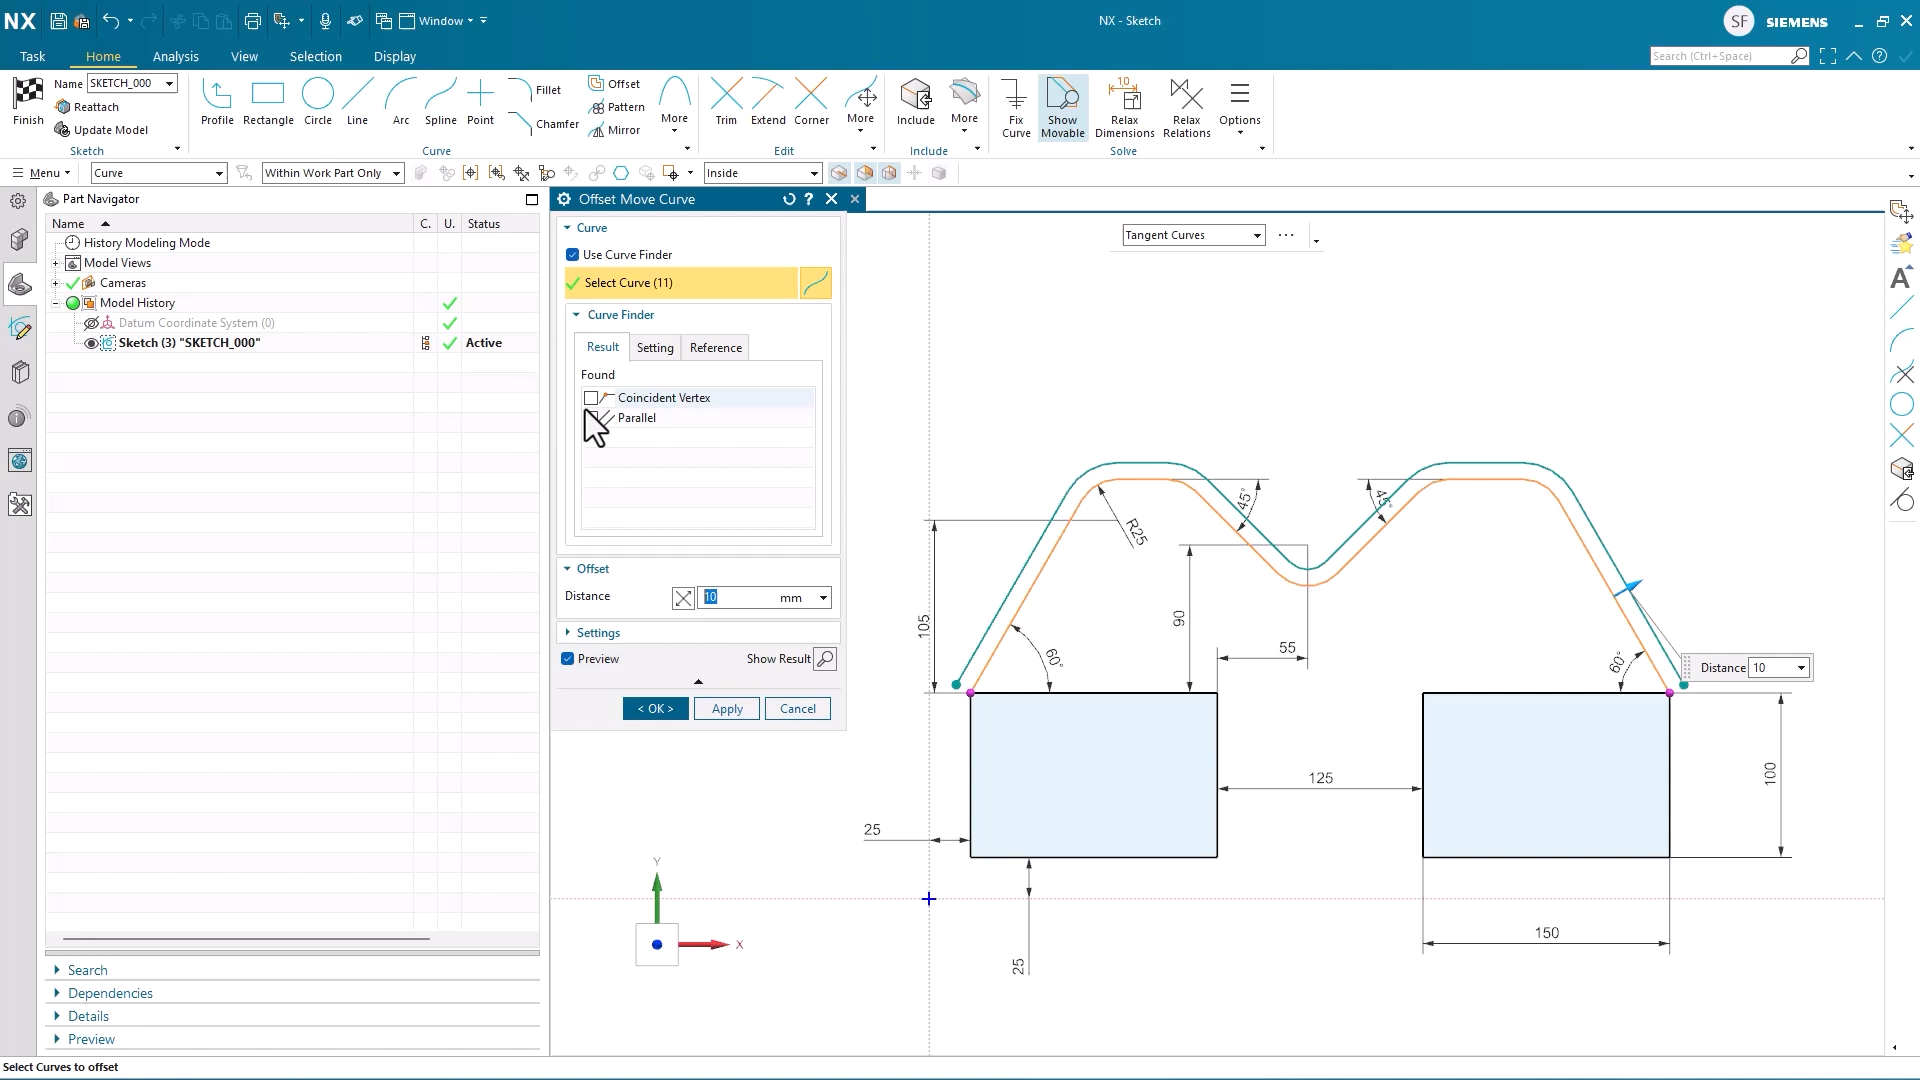 NX
Window
NX - Sketch
SF
SIEMENS
Task
Home
Analysis
View
Selection
Display
Search (Ctrl+Space)
Finish
Name SKETCH_000
Reattach
Update Model
Sketch
Profile
Rectangle
Circle
Line
Arc
Spline
Point
Fillet
Chamfer
Offset
Pattern
Mirror
More
Curve
Trim
Extend
Corner
More
Edit
Include
More
Include
Fix Curve
Show Movable
10
Relax Dimensions
Relax Relations
Options
Solve
Menu
Curve
Within Work Part Only
Inside
Part Navigator
Name C. U. Status
History Modeling Mode
Model Views
Cameras
Model History
Datum Coordinate System (0)
Sketch (3) "SKETCH_000" Active
Search
Dependencies
Details
Preview
Offset Move Curve
Curve
Use Curve Finder
Select Curve (11)
Curve Finder
Result Setting Reference
Found
Coincident Vertex
Parallel
Offset
Distance 10 mm
Settings
Preview Show Result
< OK > Apply Cancel
Tangent Curves
A
45°
45°
R25
105
90
60°
55
60°
Distance 10
125
100
25
150
25
Y
X
Select Curves to offset